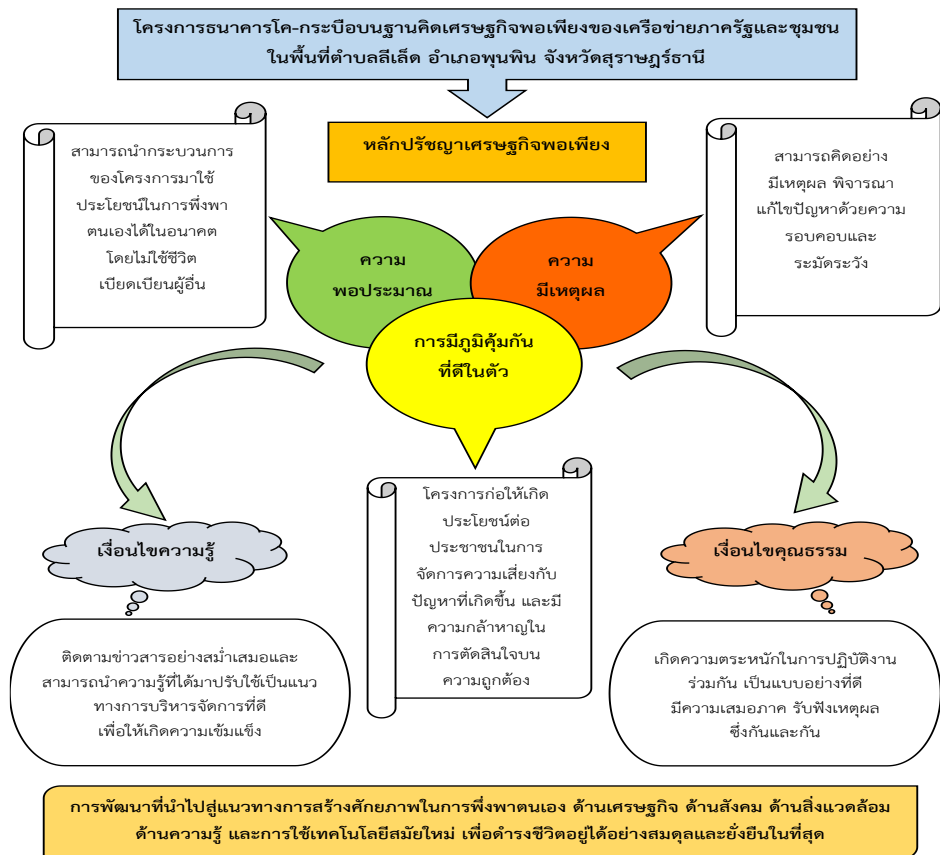 โครงการธนาคารโค-กระบือบนฐานคิดเศรษฐกิจพอเพียงของเครือข่ายภาครัฐและชุมชน
ในพื้นที่ตำบลลีเล็ด อำเภอพุนพิน จังหวัดสุราษฎร์ธานี
หลักปรัชญาเศรษฐกิจพอเพียง
สามารถนำกระบวนการ
ของโครงการมาใช้
ประโยชน์ในการพึ่งพา
ตนเองได้ในอนาคต
โดยไม่ใช้ชีวิต
เบียดเบียนผู้อื่น
สามารถคิดอย่าง
มีเหตุผล พิจารณา
แก้ไขปัญหาด้วยความ
รอบคอบและ
ระมัดระวัง
ความ
พอประมาณ
ความ
มีเหตุผล
การมีภูมิคุ้มกัน
ที่ดีในตัว
เงื่อนไขความรู้
โครงการก่อให้เกิด
ประโยชน์ต่อ
ประชาชนในการ
จัดการความเสี่ยงกับ
ปัญหาที่เกิดขึ้น และมี
ความกล้าหาญใน
การตัดสินใจบน
ความถูกต้อง
เงื่อนไขคุณธรรม
ติดตามข่าวสารอย่างสม่ำเสมอและ
สามารถนำความรู้ที่ได้มาปรับใช้เป็นแนว
ทางการบริหารจัดการที่ดี
เพื่อให้เกิดความเข้มแข็ง
เกิดความตระหนักในการปฏิบัติงาน
ร่วมกัน เป็นแบบอย่างที่ดี
มีความเสมอภาค รับฟังเหตุผล
ซึ่งกันและกัน
การพัฒนาที่นำไปสู่แนวทางการสร้างศักยภาพในการพึ่งพาตนเอง ด้านเศรษฐกิจ ด้านสังคม ด้านสิ่งแวดล้อม
ด้านความรู้ และการใช้เทคโนโลยีสมัยใหม่ เพื่อดำรงชีวิตอยู่ได้อย่างสมดุลและยั่งยืนในที่สุด